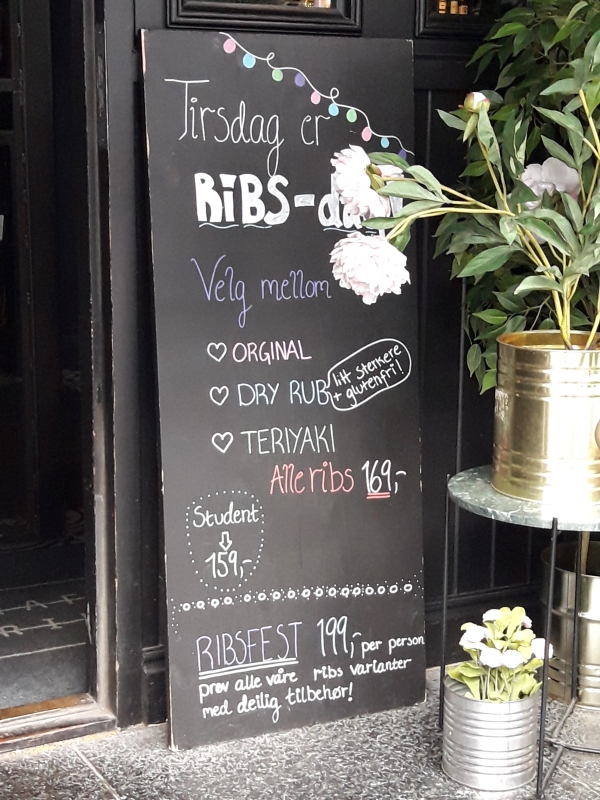 Tirsdag er
RIBS-da
Velg mellom
♡ ORGINAL
♡ DRY RUB
litt sterkere
+ glutenfri!
♡ TERIYAKI
Alle ribs 169,-
Student
159,-
RIBSFEST 199,- per person
prøv alle våre ribs varianter
med deilig tilbehør!